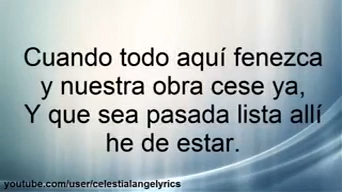 Cuando todo aquí fenezca
y nuestra obra cese ya,
Y que sea pasada lista allí
he de estar.
youtube.com/user/celestialangelyrics